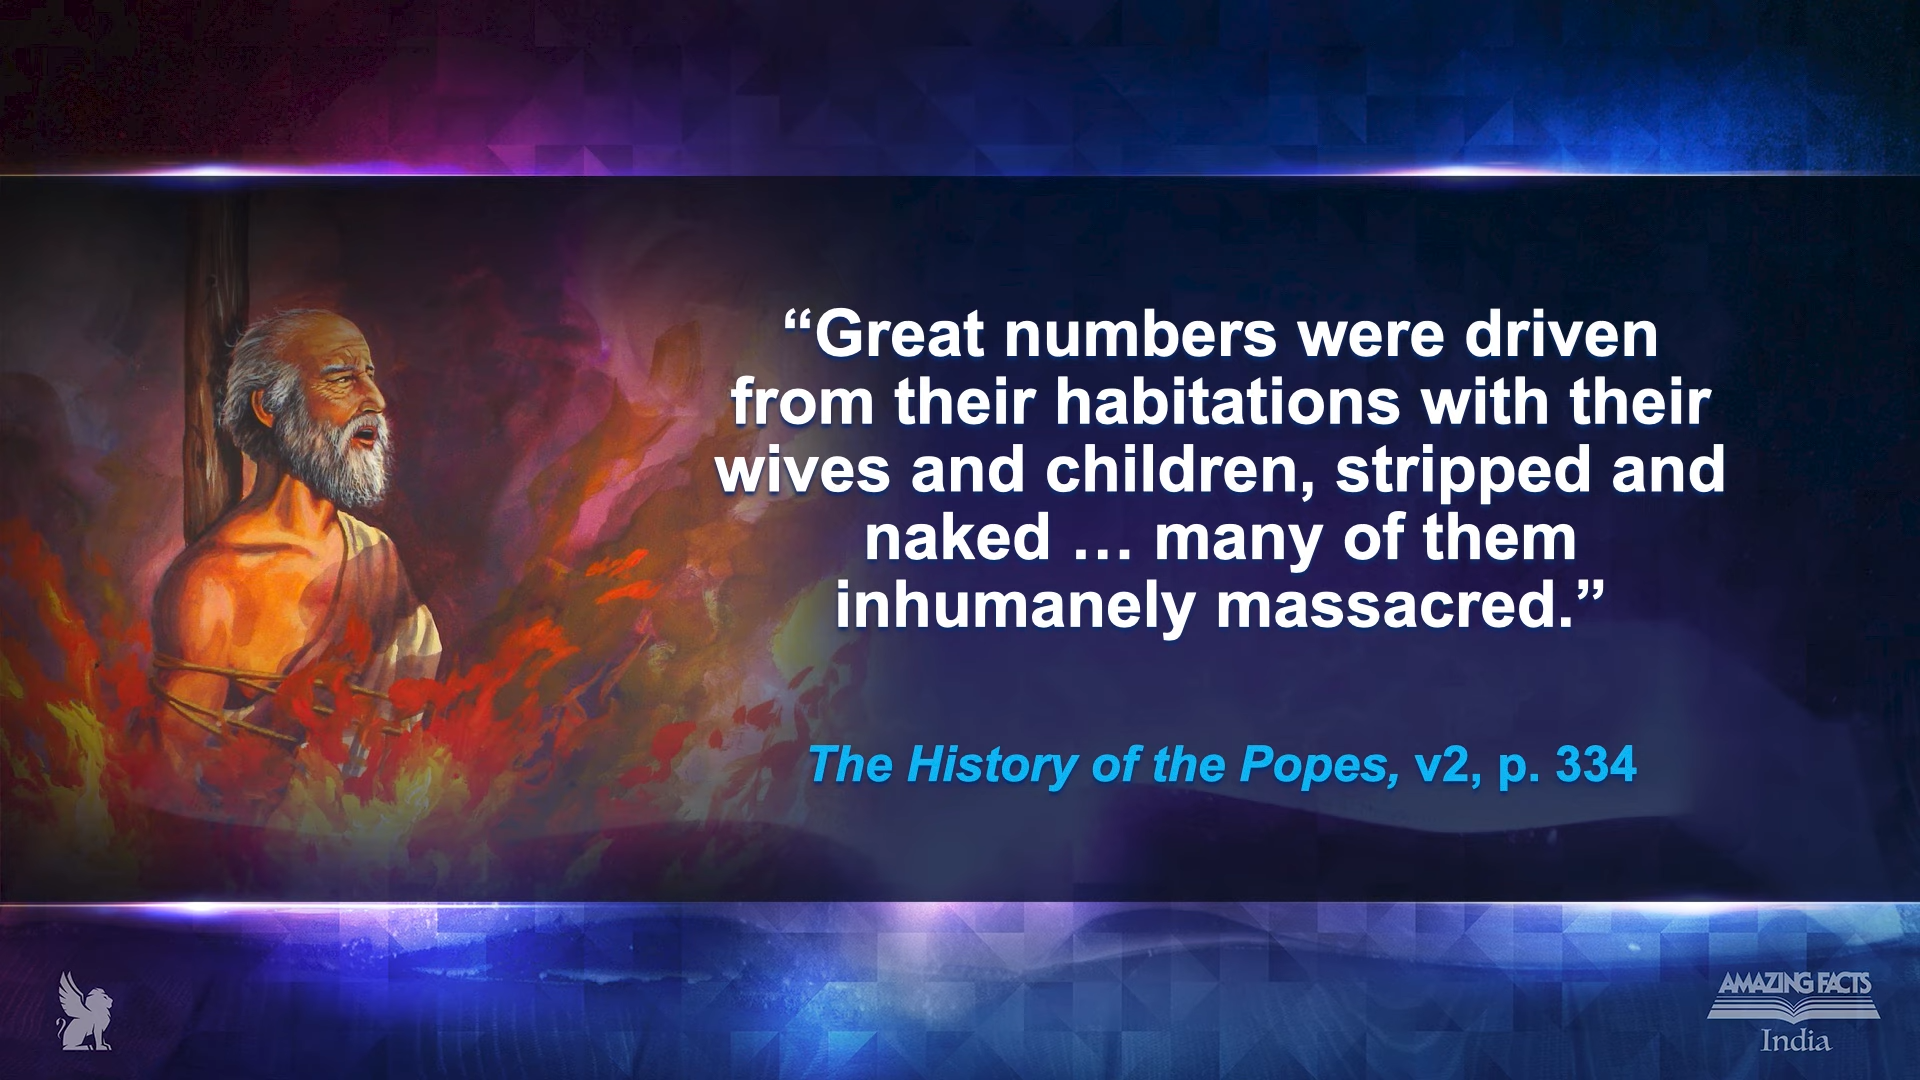 “Great numbers were driven
from their habitations with their
wives and children, stripped and
naked … many of them
inhumanely massacred.”
The History of the Popes, v2, p. 334
AMAZING FACTS
India